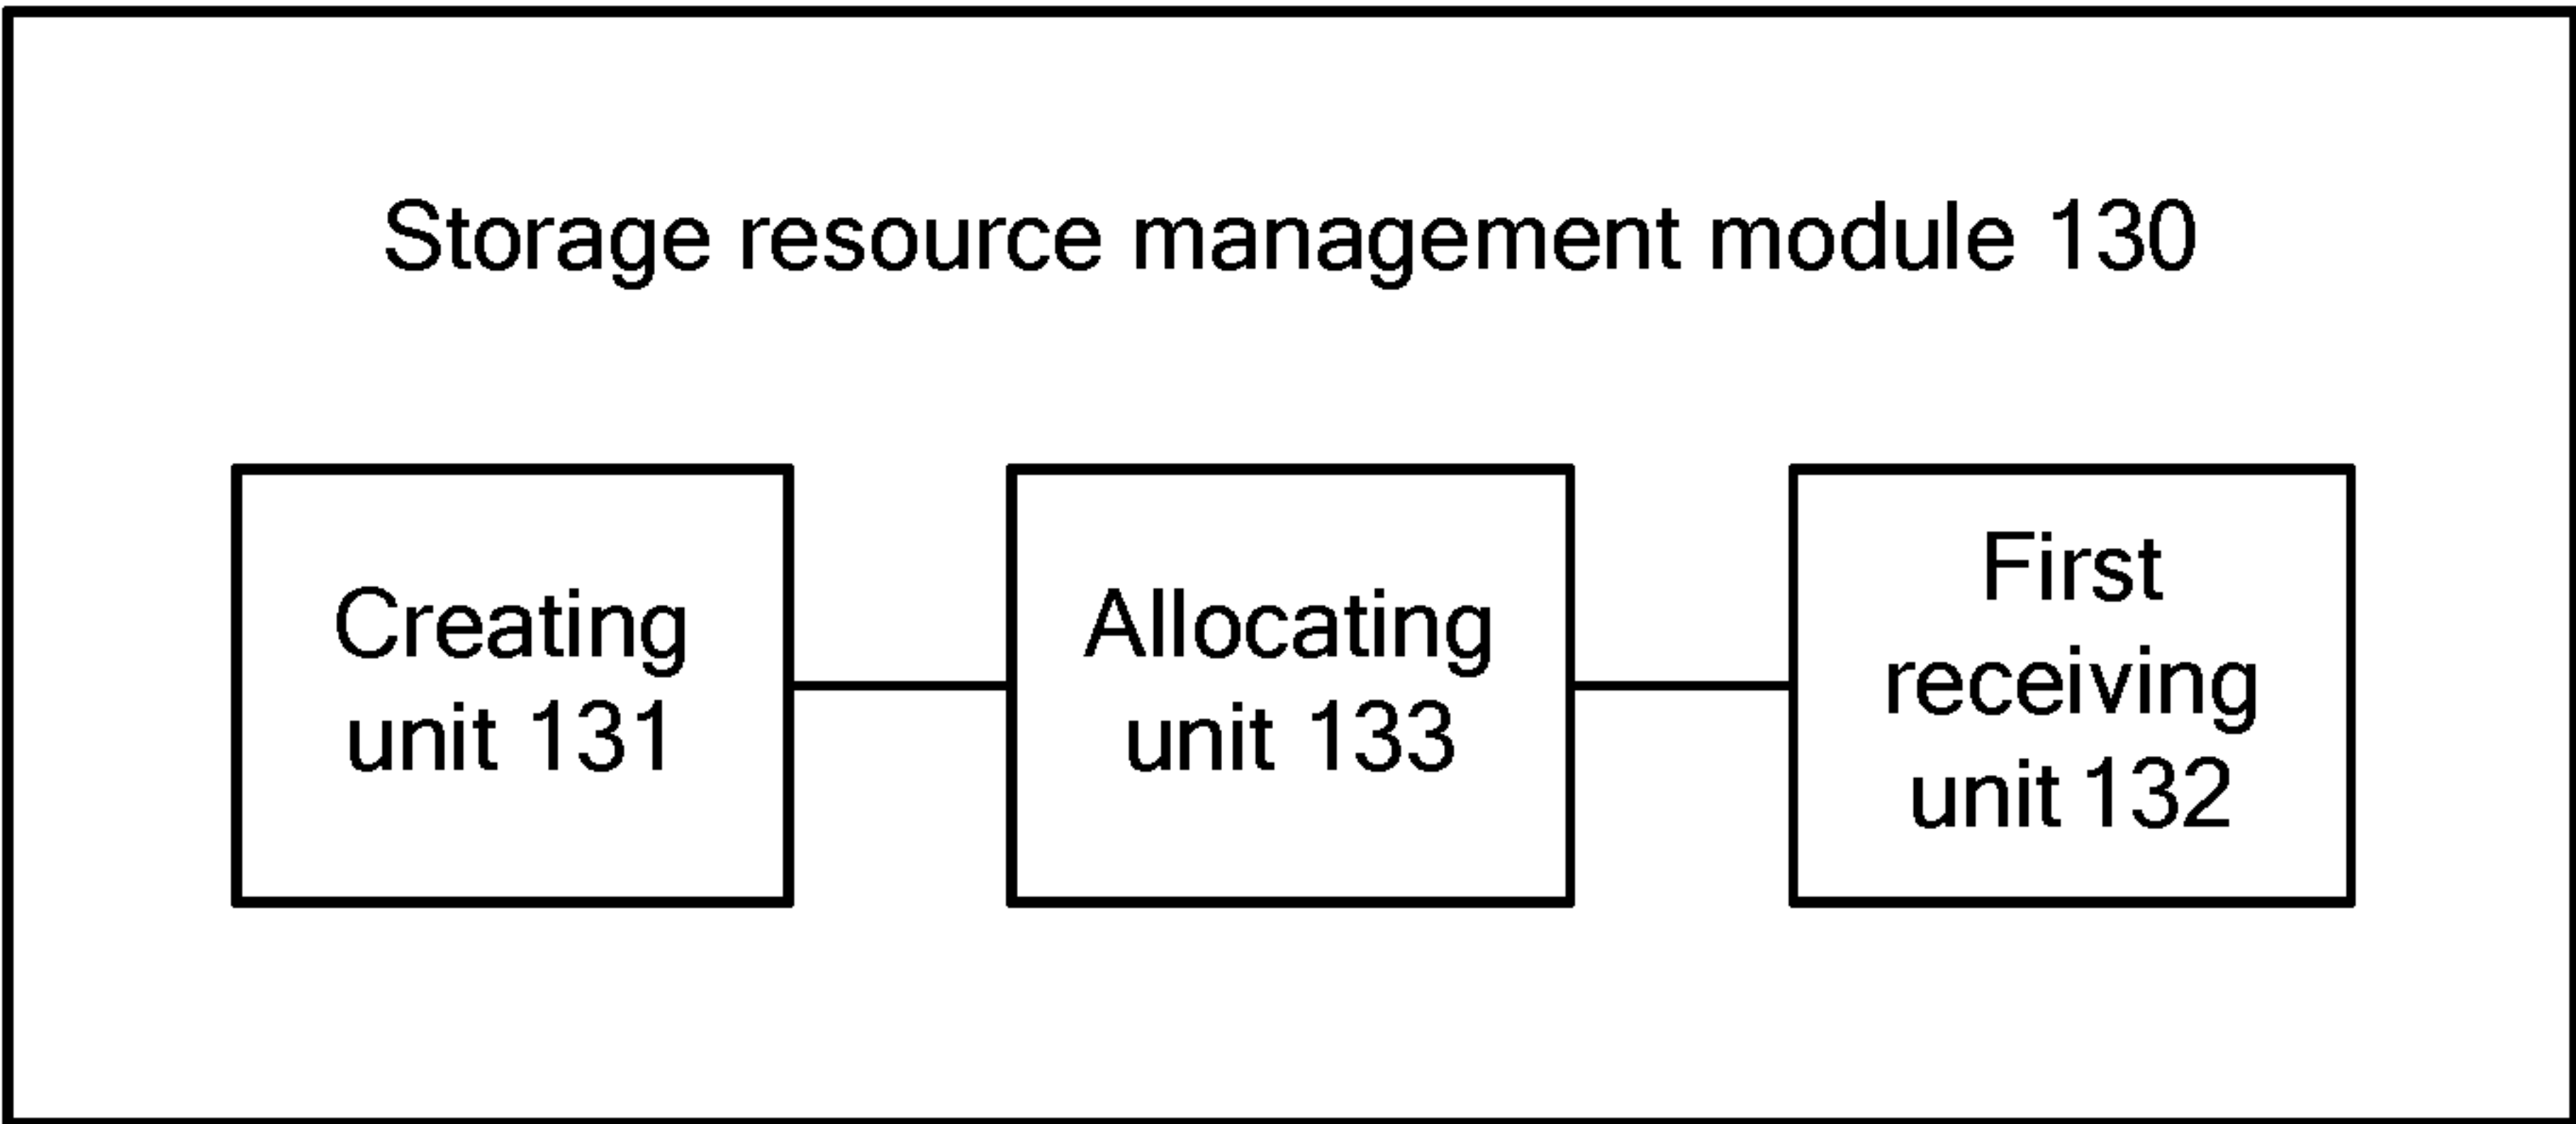 Storage resource management module 130
Creating
unit 131
Allocating
unit 133
First
receiving
unit 132